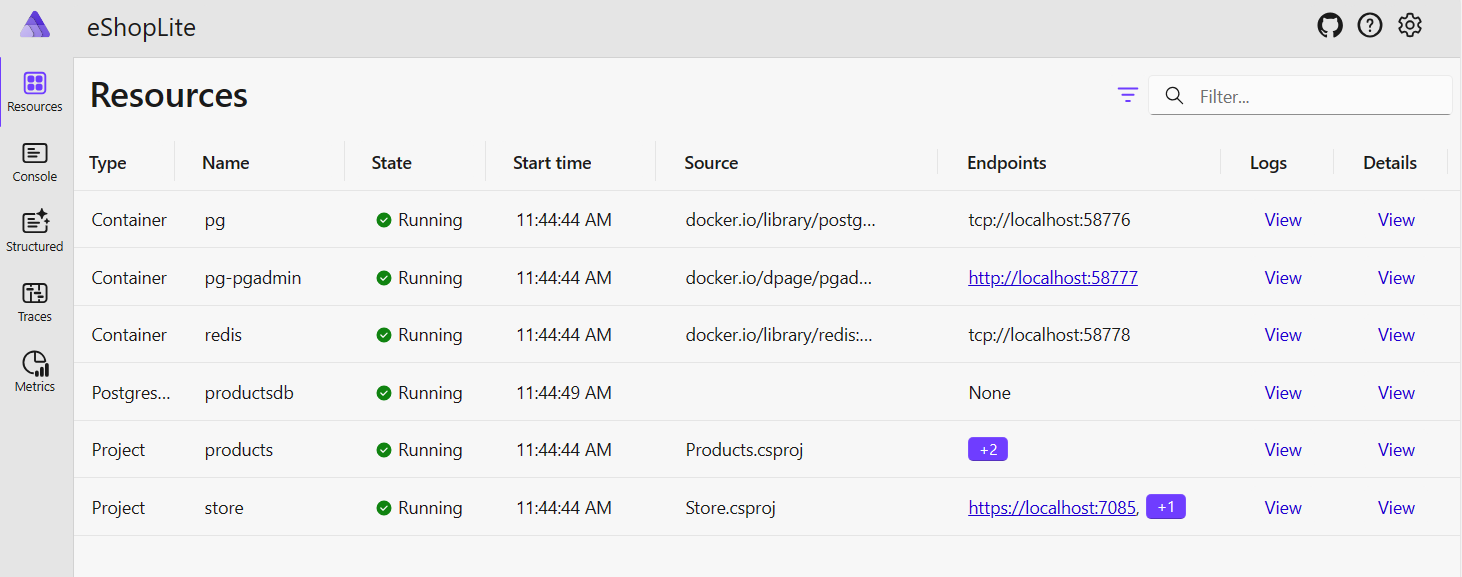 eShopLite
Resources
Console
Structured
Traces
Metrics
Resources
Filter...
Type Name State Start time Source Endpoints Logs Details
Container pg Running 11:44:44 AM docker.io/library/postg... tcp://localhost:58776 View View
Container pg-pgadmin Running 11:44:44 AM docker.io/dpage/pgad... http://localhost:58777 View View
Container redis Running 11:44:44 AM docker.io/library/redis:... tcp://localhost:58778 View View
Postgres... productsdb Running 11:44:49 AM None View View
Project products Running 11:44:44 AM Products.csproj +2 View View
Project store Running 11:44:44 AM Store.csproj https://localhost:7085, +1 View View